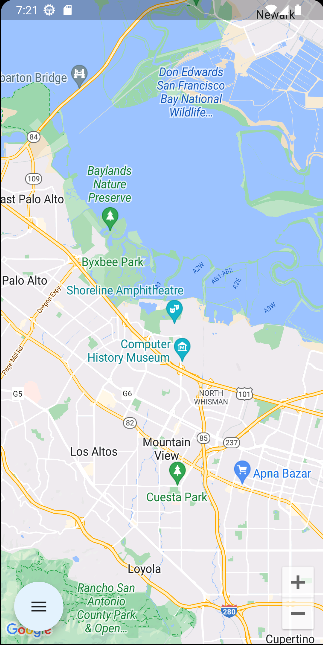 7:21
Newark
barton Bridge
Don Edwards
San Francisco
Bay National
Wildlife...
84
Baylands
Nature
Preserve
109
ast Palo Alto
Byxbee Park
Palo Alto
Shoreline Amphitheatre
Computer
History Museum
G5
G6
NORTH
WHISMAN
101
82
Mountain
View
85
237
Los Altos
Apna Bazar
Cuesta Park
Loyola
Rancho San
Antonio
County Park
& Open...
280
Google
Cupertino